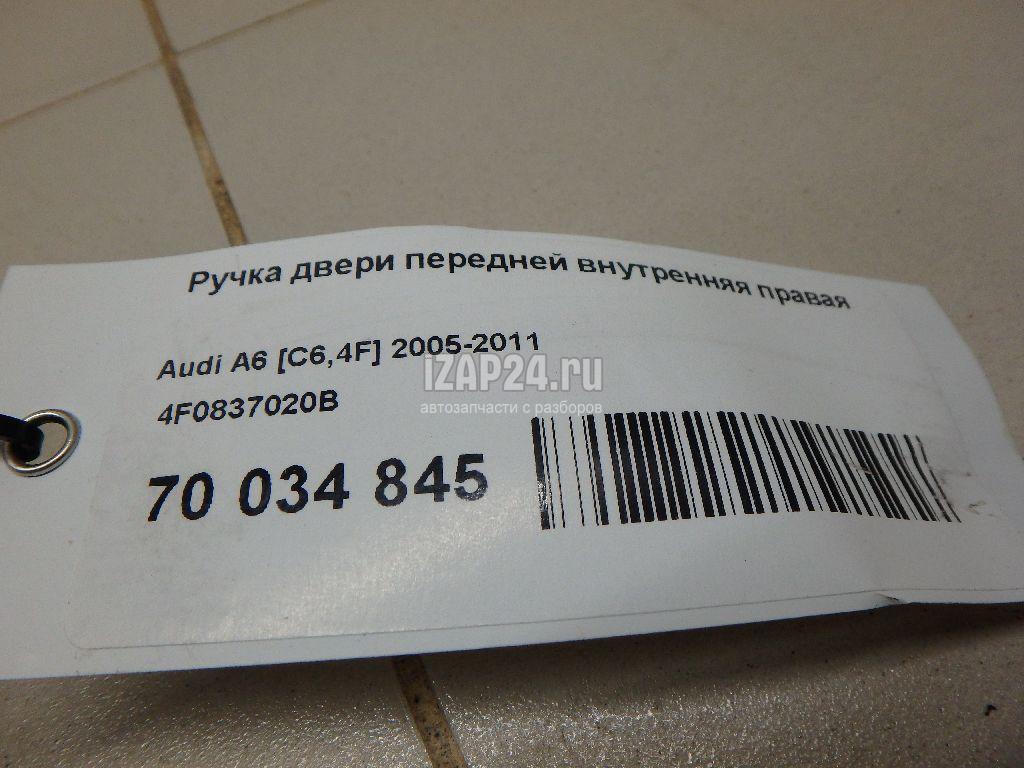 Ручка двери передней внутренняя правая
Audi A6 [C6,4F] 2005-2011
4F0837020B
70 034 845
iZAP24.ru
автозапчасти с разборов